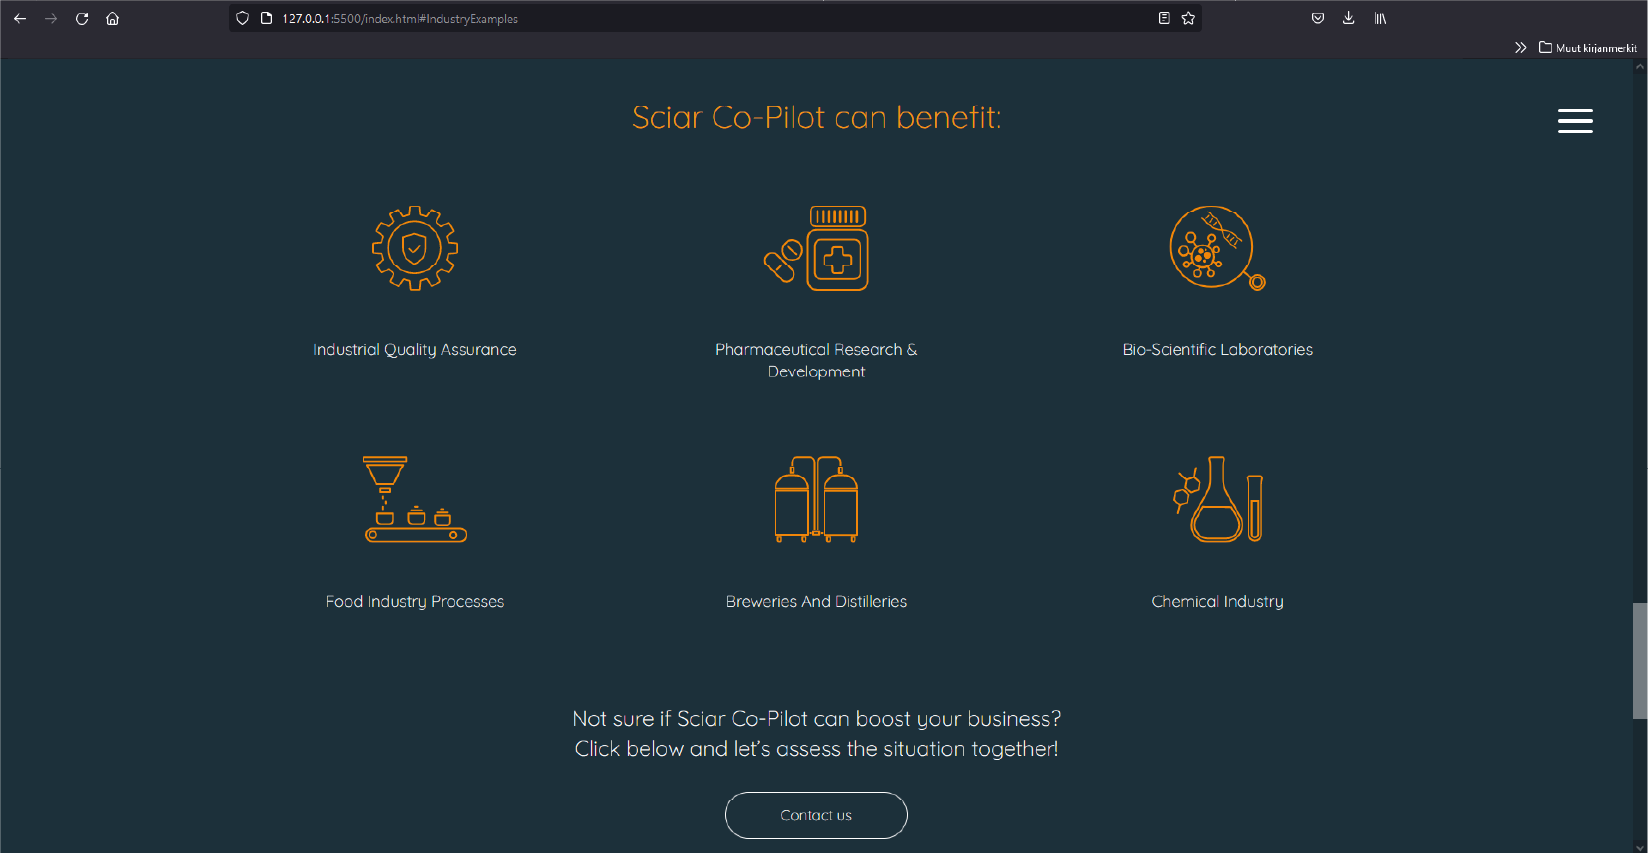 127.0.0.1:5500/index.html#IndustryExamples
Muut kirjanmerkit
Sciar Co-Pilot can benefit:
Industrial Quality Assurance
Pharmaceutical Research &
Development
Bio-Scientific Laboratories
Food Industry Processes
Breweries And Distilleries
Chemical Industry
Not sure if Sciar Co-Pilot can boost your business?
Click below and let’s assess the situation together!
Contact us